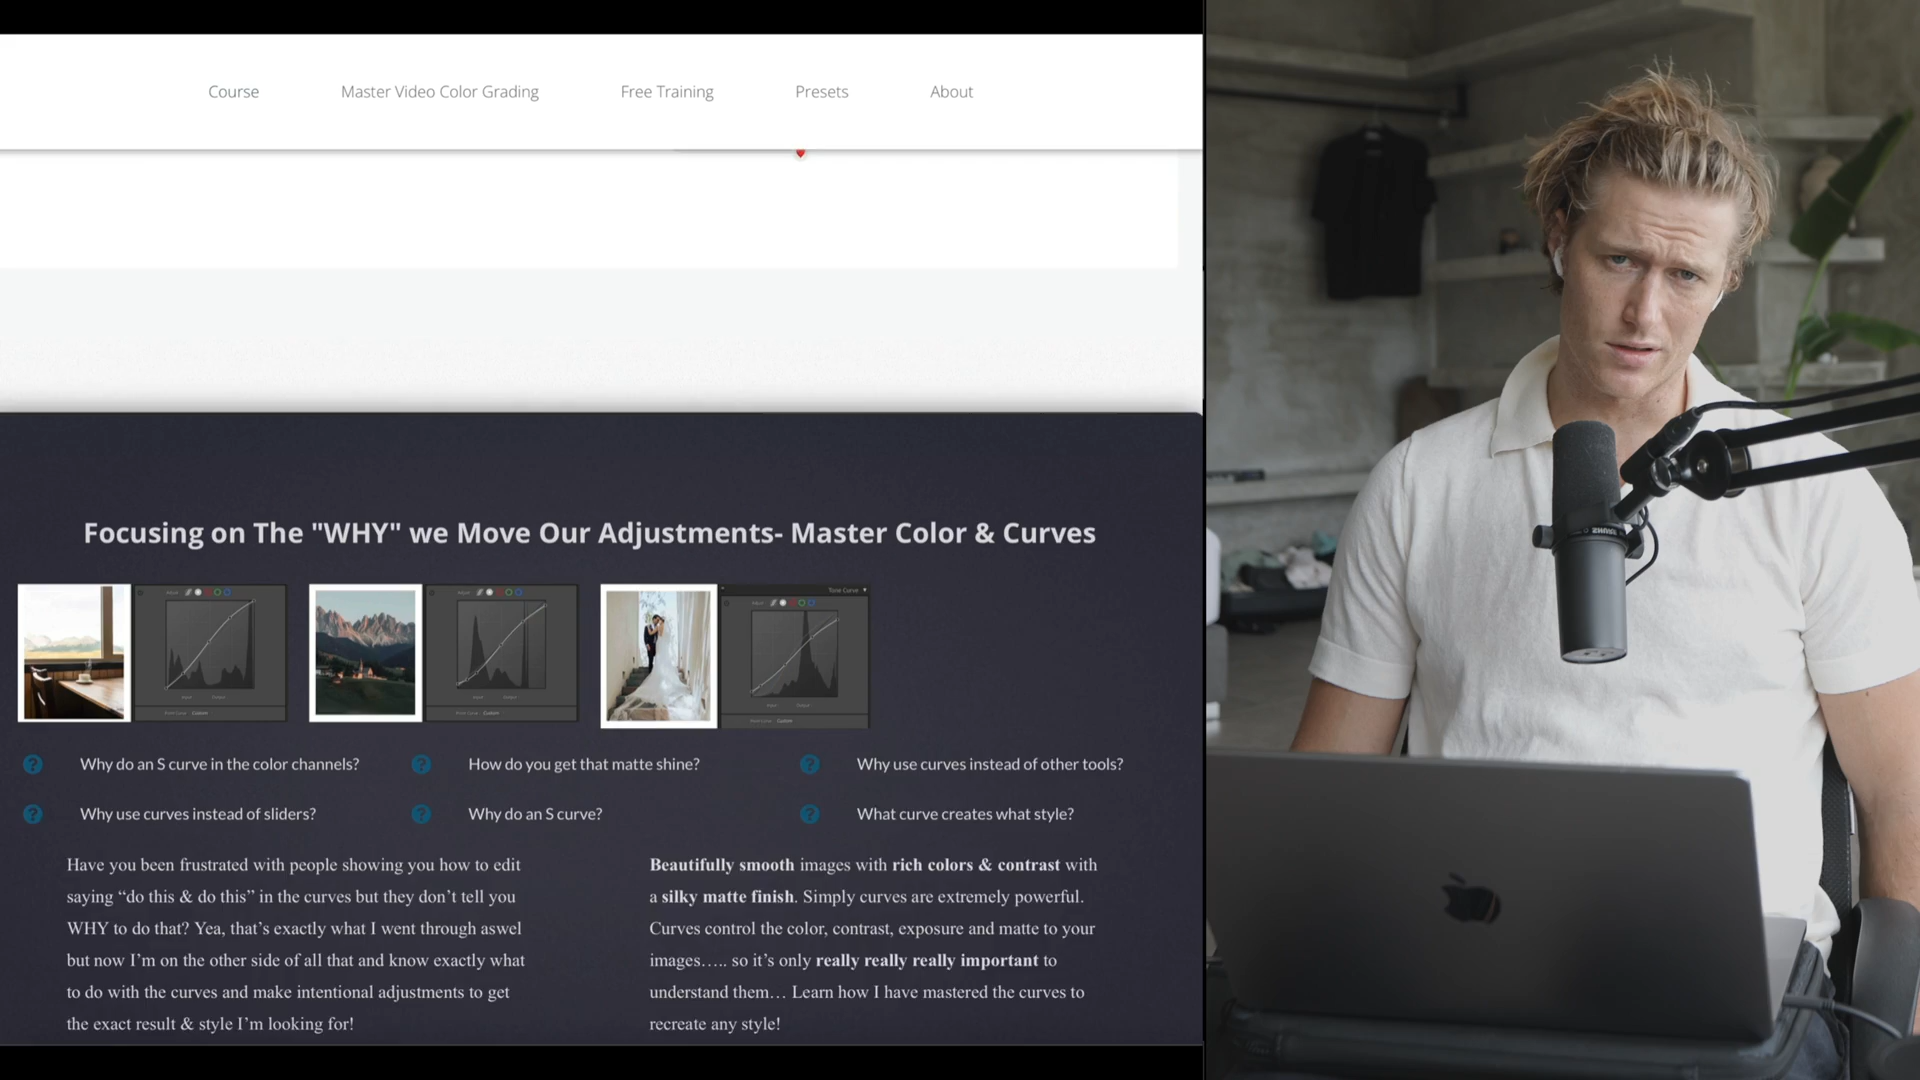 Course Master Video Color Grading Free Training Presets About
Focusing on The "WHY" we Move Our Adjustments- Master Color & Curves
Tone Curve
Why do an S curve in the color channels? How do you get that matte shine? Why use curves instead of other tools?
Why use curves instead of sliders? Why do an S curve? What curve creates what style?
Have you been frustrated with people showing you how to edit
saying “do this & do this” in the curves but they don’t tell you
WHY to do that? Yea, that’s exactly what I went through aswel
but now I’m on the other side of all that and know exactly what
to do with the curves and make intentional adjustments to get
the exact result & style I’m looking for!
Beautifully smooth images with rich colors & contrast with
a silky matte finish. Simply curves are extremely powerful.
Curves control the color, contrast, exposure and matte to your
images….. so it’s only really really really important to
understand them… Learn how I have mastered the curves to
recreate any style!